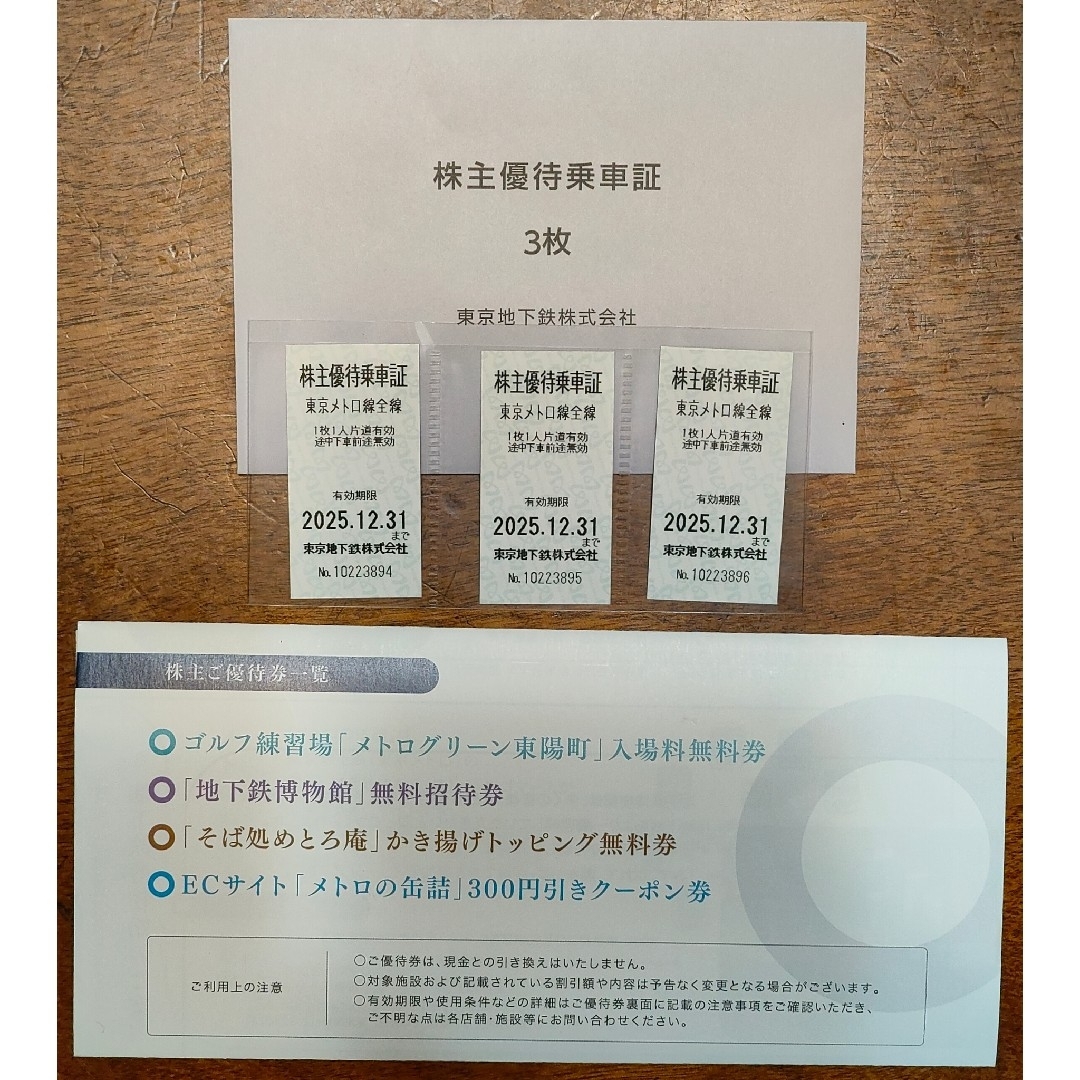 株主優待乗車証
3枚
東京地下鉄株式会社
株主優待乗車証
東京メトロ線全線
1枚1人片道有効
途中下車前途無効
有効期限
2025.12.31
まで
東京地下鉄株式会社
No.10223894
株主優待乗車証
東京メトロ線全線
1枚1人片道有効
途中下車前途無効
有効期限
2025.12.31
まで
東京地下鉄株式会社
No.10223895
株主優待乗車証
東京メトロ線全線
1枚1人片道有効
途中下車前途無効
有効期限
2025.12.31
まで
東京地下鉄株式会社
No.10223896
株主ご優待券一覧
ゴルフ練習場「メトログリーン東陽町」入場料無料券
「地下鉄博物館」無料招待券
「そば処めとろ庵」かき揚げトッピング無料券
ECサイト「メトロの缶詰」300円引きクーポン券
ご利用上の注意
○ご優待券は、現金との引き換えはいたしません。
○対象施設および記載されている割引額や内容は予告なく変更となる場合がございます。
○有効期限や使用条件などの詳細はご優待券裏面に記載の注意事項をご確認いただき、
ご不明な点は各店舗・施設等にお問い合わせください。